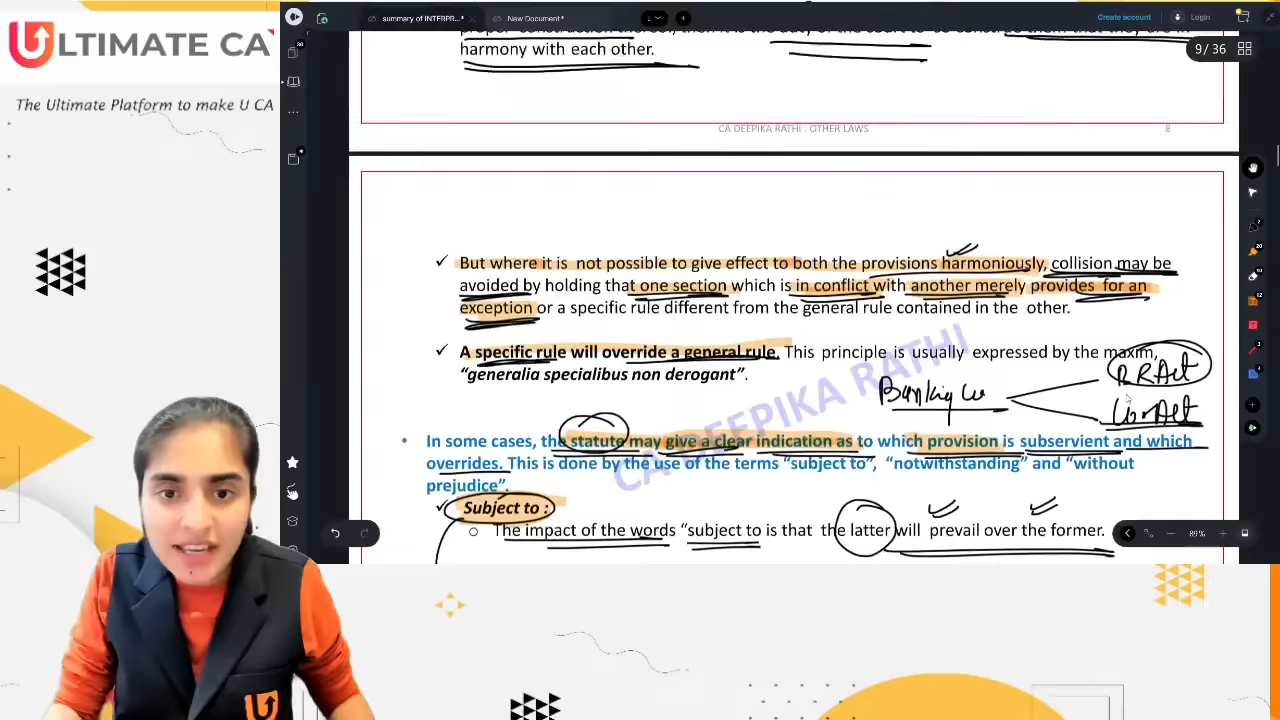 ULTIMATE CA
The Ultimate Platform to make U CA
summary of INTERPR...*
New Document*
Create account
Login
9 / 36
harmony with each other.
CA DEEPIKA RATHI : OTHER LAWS
8
✓ But where it is not possible to give effect to both the provisions harmoniously, collision may be
avoided by holding that one section which is in conflict with another merely provides for an
exception or a specific rule different from the general rule contained in the other.
✓ A specific rule will override a general rule. This principle is usually expressed by the maxim,
"generalia specialibus non derogant".
Banking Co
BRAct
Co. Act
CA DEEPIKA RATHI
• In some cases, the statute may give a clear indication as to which provision is subservient and which
overrides. This is done by the use of the terms "subject to", "notwithstanding" and "without
prejudice".
✓ Subject to :
o The impact of the words "subject to is that the latter will prevail over the former.
89%